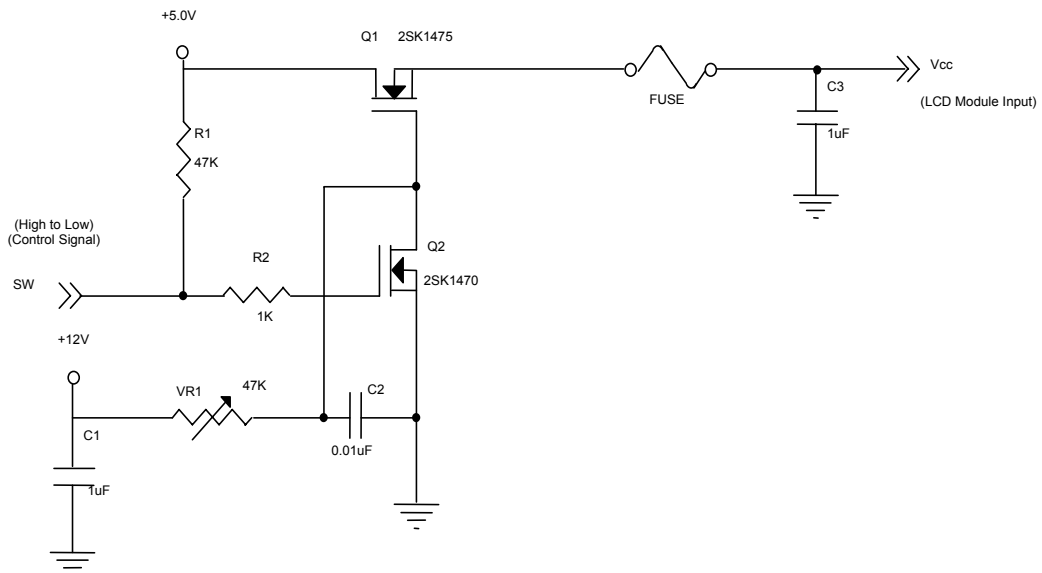 +5.0V
Q1 2SK1475
Vcc
FUSE
C3
(LCD Module Input)
R1
1uF
47K
(High to Low)
(Control Signal)
Q2
R2
SW
2SK1470
1K
+12V
VR1
47K
C2
C1
0.01uF
1uF